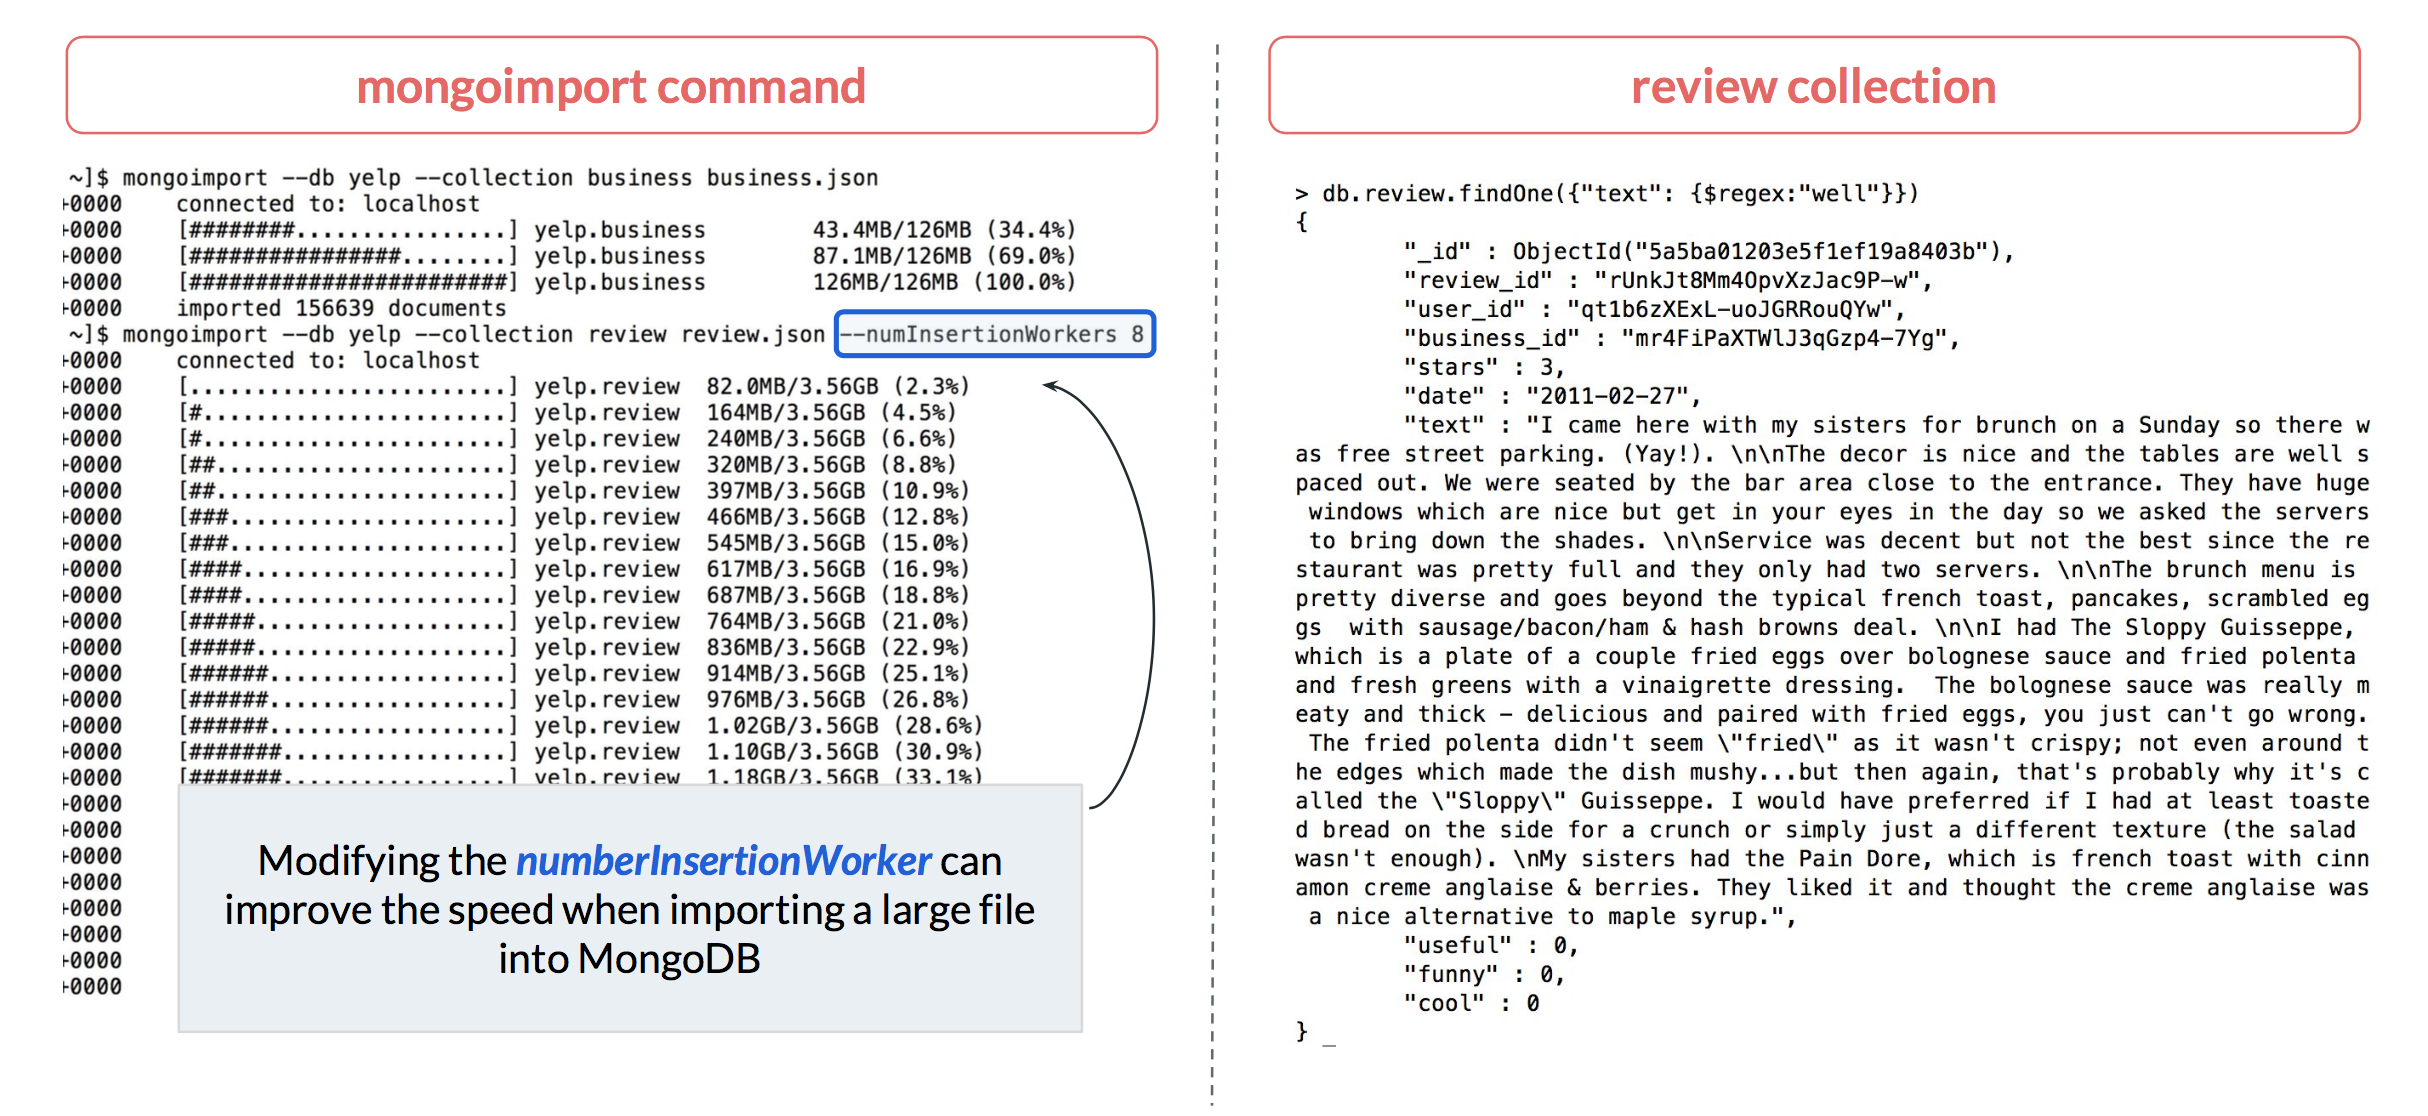 mongoimport command
~]$ mongoimport --db yelp --collection business business.json
+0000    connected to: localhost
+0000    [########................] yelp.business        43.4MB/126MB (34.4%)
+0000    [################........] yelp.business        87.1MB/126MB (69.0%)
+0000    [########################] yelp.business        126MB/126MB (100.0%)
+0000    imported 156639 documents
~]$ mongoimport --db yelp --collection review review.json --numInsertionWorkers 8
+0000    connected to: localhost
+0000    [........................] yelp.review  82.0MB/3.56GB (2.3%)
+0000    [#.......................] yelp.review  164MB/3.56GB (4.5%)
+0000    [#.......................] yelp.review  240MB/3.56GB (6.6%)
+0000    [##......................] yelp.review  320MB/3.56GB (8.8%)
+0000    [##......................] yelp.review  397MB/3.56GB (10.9%)
+0000    [###.....................] yelp.review  466MB/3.56GB (12.8%)
+0000    [###.....................] yelp.review  545MB/3.56GB (15.0%)
+0000    [####....................] yelp.review  617MB/3.56GB (16.9%)
+0000    [####....................] yelp.review  687MB/3.56GB (18.8%)
+0000    [#####...................] yelp.review  764MB/3.56GB (21.0%)
+0000    [#####...................] yelp.review  836MB/3.56GB (22.9%)
+0000    [######..................] yelp.review  914MB/3.56GB (25.1%)
+0000    [######..................] yelp.review  976MB/3.56GB (26.8%)
+0000    [######..................] yelp.review  1.02GB/3.56GB (28.6%)
+0000    [#######.................] yelp.review  1.10GB/3.56GB (30.9%)
+0000    [#######.................] yelp.review  1.18GB/3.56GB (33.1%)
+0000
+0000
+0000
+0000
+0000
+0000
+0000
+0000
Modifying the numberInsertionWorker can
improve the speed when importing a large file
into MongoDB
review collection
> db.review.findOne({"text": {$regex:"well"}})
{
"_id" : ObjectId("5a5ba01203e5f1ef19a8403b"),
"review_id" : "rUnkJt8Mm4OpvXzJac9P-w",
"user_id" : "qt1b6zXExL-uoJGRRouQYw",
"business_id" : "mr4FiPaXTWlJ3qGzp4-7Yg",
"stars" : 3,
"date" : "2011-02-27",
"text" : "I came here with my sisters for brunch on a Sunday so there w
as free street parking. (Yay!). \n\nThe decor is nice and the tables are well s
paced out. We were seated by the bar area close to the entrance. They have huge
windows which are nice but get in your eyes in the day so we asked the servers
to bring down the shades. \n\nService was decent but not the best since the re
staurant was pretty full and they only had two servers. \n\nThe brunch menu is
pretty diverse and goes beyond the typical french toast, pancakes, scrambled eg
gs  with sausage/bacon/ham & hash browns deal. \n\nI had The Sloppy Guisseppe,
which is a plate of a couple fried eggs over bolognese sauce and fried polenta
and fresh greens with a vinaigrette dressing.  The bolognese sauce was really m
eaty and thick - delicious and paired with fried eggs, you just can't go wrong.
The fried polenta didn't seem \"fried\" as it wasn't crispy; not even around t
he edges which made the dish mushy...but then again, that's probably why it's c
alled the \"Sloppy\" Guisseppe. I would have preferred if I had at least toaste
d bread on the side for a crunch or simply just a different texture (the salad
wasn't enough). \nMy sisters had the Pain Dore, which is french toast with cinn
amon creme anglaise & berries. They liked it and thought the creme anglaise was
a nice alternative to maple syrup.",
"useful" : 0,
"funny" : 0,
"cool" : 0
} _